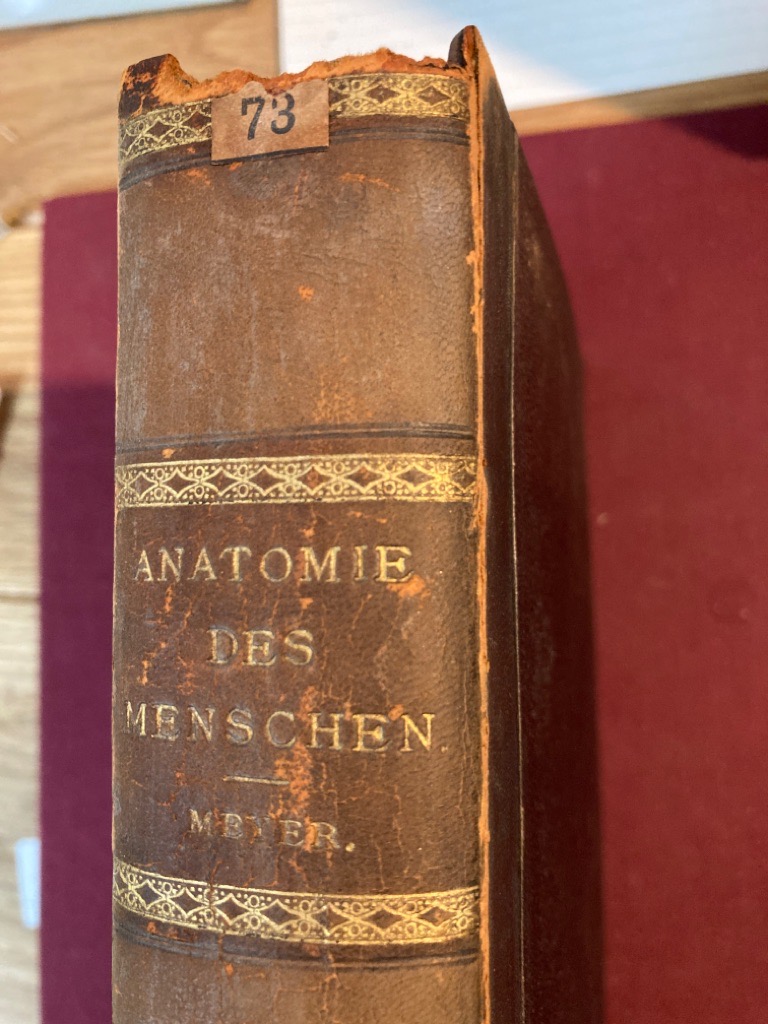 73
ANATOMIE
DES
MENSCHEN.
MEYER.